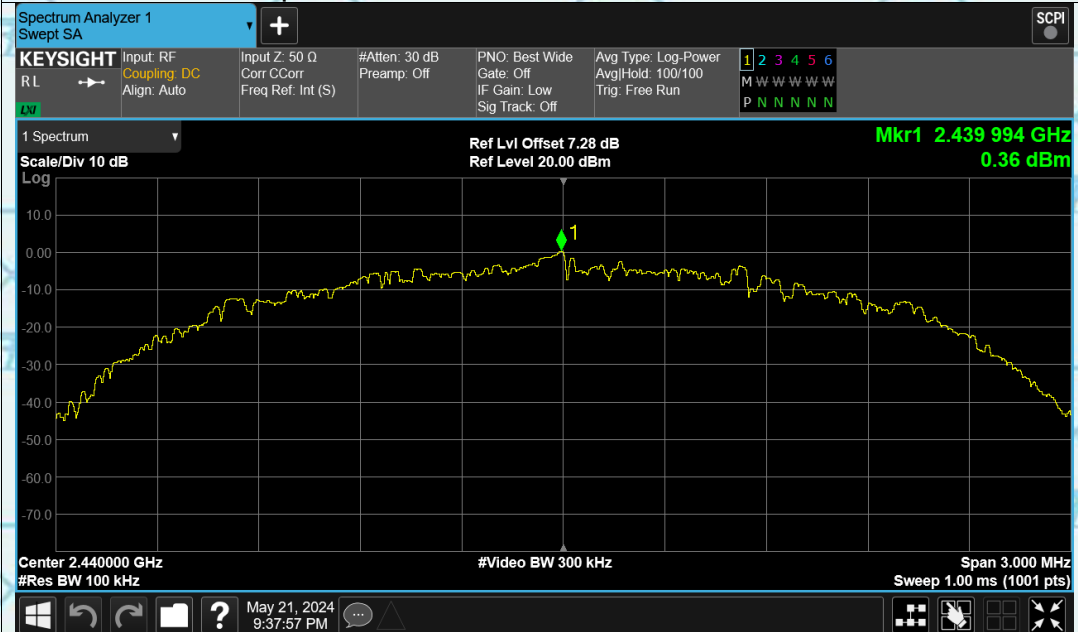 Spectrum Analyzer 1
Swept SA
+
SCPI
KEYSIGHT
R L
LXI
Input: RF
Coupling: DC
Align: Auto
Input Z: 50 Ω
Corr CCorr
Freq Ref: Int (S)
#Atten: 30 dB
Preamp: Off
PNO: Best Wide
Gate: Off
IF Gain: Low
Sig Track: Off
Avg Type: Log-Power
Avg|Hold: 100/100
Trig: Free Run
1 2 3 4 5 6
M W W W W W
P N N N N N
1 Spectrum
Ref Lvl Offset 7.28 dB
Mkr1 2.439 994 GHz
Scale/Div 10 dB
Ref Level 20.00 dBm
0.36 dBm
Log
10.0
1
0.00
-10.0
-20.0
-30.0
-40.0
-50.0
-60.0
-70.0
Center 2.440000 GHz
#Video BW 300 kHz
Span 3.000 MHz
#Res BW 100 kHz
Sweep 1.00 ms (1001 pts)
?
May 21, 2024
9:37:57 PM